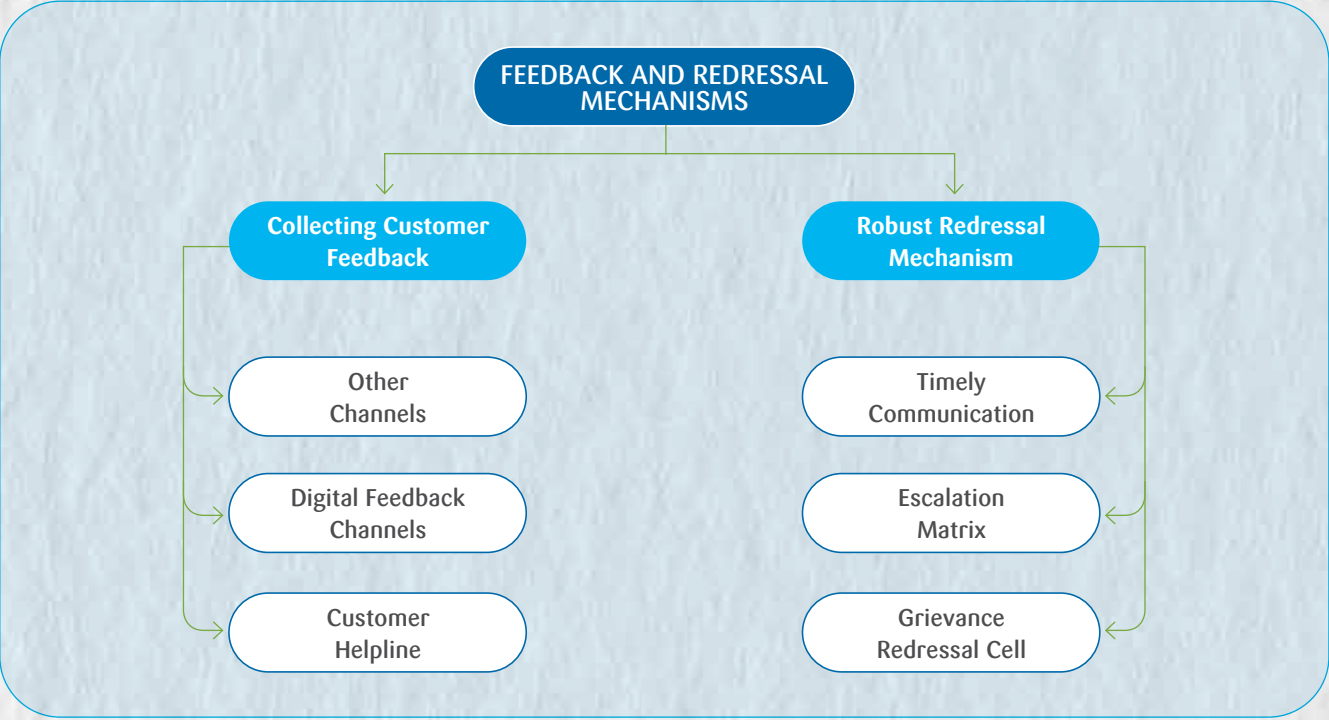 FEEDBACK AND REDRESSAL
MECHANISMS
Collecting Customer
Feedback
Other
Channels
Digital Feedback
Channels
Customer
Helpline
Robust Redressal
Mechanism
Timely
Communication
Escalation
Matrix
Grievance
Redressal Cell